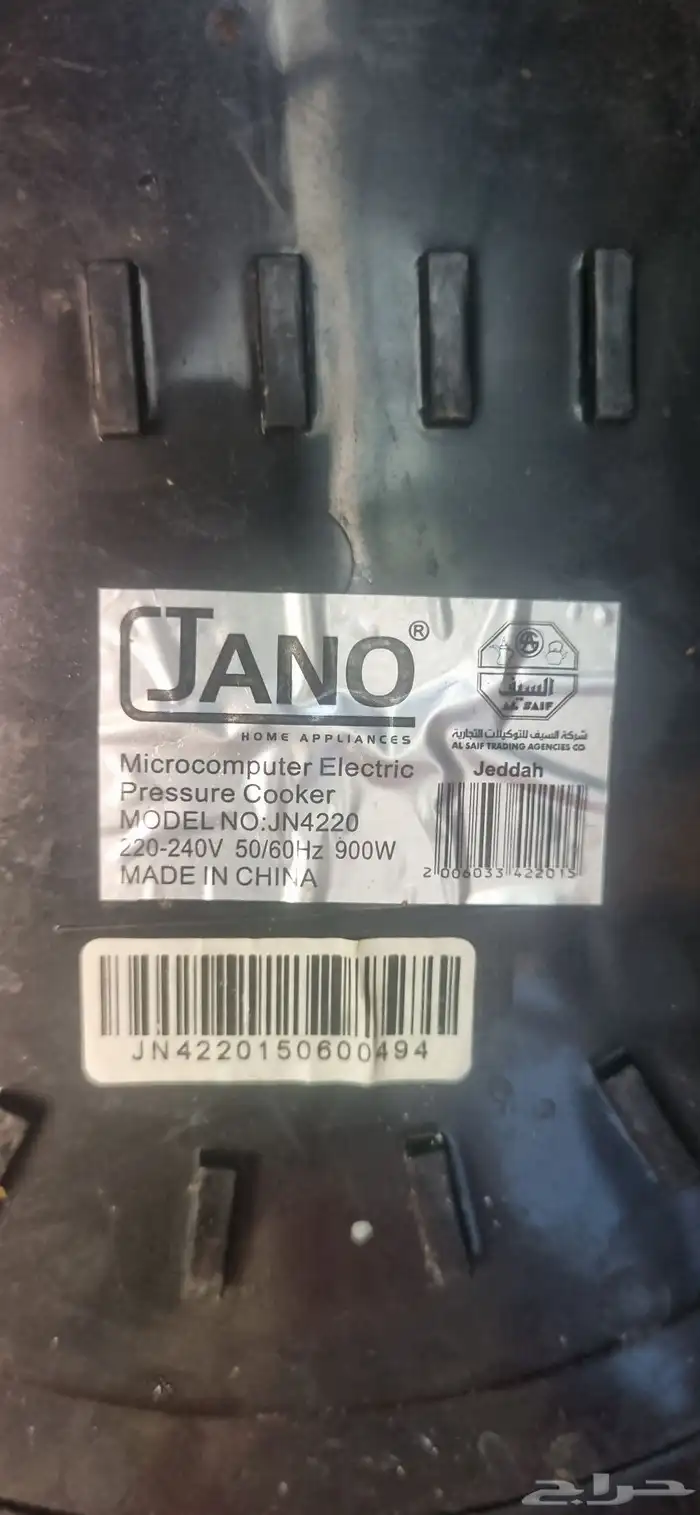 JANO®
HOME APPLIANCES
Microcomputer Electric
Pressure Cooker
MODEL NO:JN4220
220-240V 50/60Hz 900W
MADE IN CHINA
السيف
AL SAIF
شركة السيف للتوكيلات التجارية
AL SAIF TRADING AGENCIES CO
Jeddah
2 006033 422015
JN4220150600494
حراج